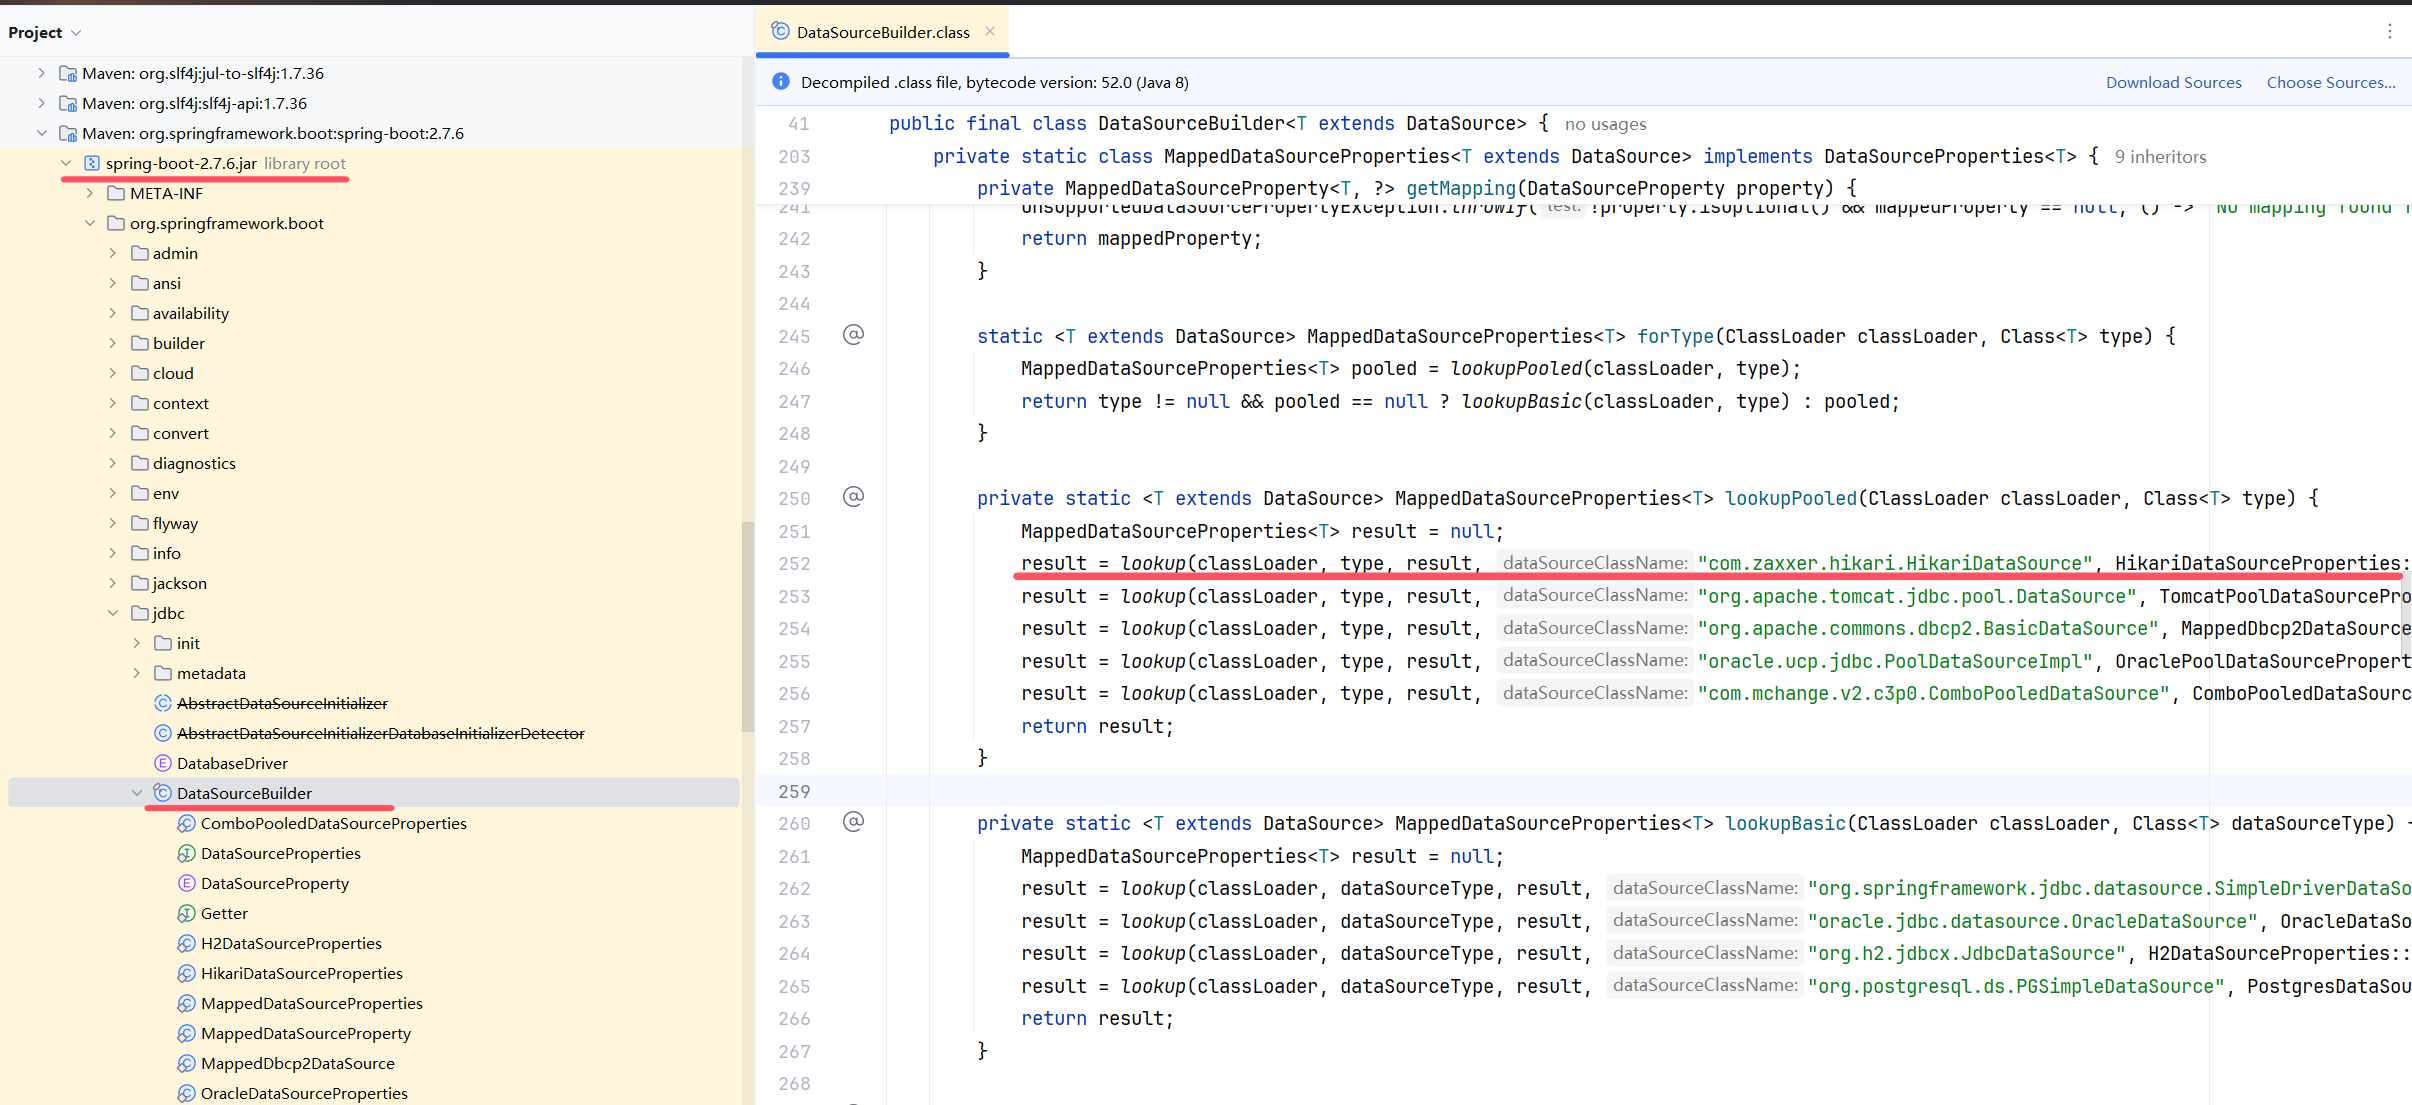 Project
Maven: org.slf4j:jul-to-slf4j:1.7.36
Maven: org.slf4j:slf4j-api:1.7.36
Maven: org.springframework.boot:spring-boot:2.7.6
spring-boot-2.7.6.jar library root
META-INF
org.springframework.boot
admin
ansi
availability
builder
cloud
context
convert
diagnostics
env
flyway
info
jackson
jdbc
init
metadata
AbstractDataSourceInitializer
AbstractDataSourceInitializerDatabaseInitializerDetector
DatabaseDriver
DataSourceBuilder
ComboPooledDataSourceProperties
DataSourceProperties
DataSourceProperty
Getter
H2DataSourceProperties
HikariDataSourceProperties
MappedDataSourceProperties
MappedDataSourceProperty
MappedDbcp2DataSource
OracleDataSourceProperties
DataSourceBuilder.class
Decompiled .class file, bytecode version: 52.0 (Java 8)
Download Sources
Choose Sources...
41 public final class DataSourceBuilder<T extends DataSource> { no usages
203 private static class MappedDataSourceProperties<T extends DataSource> implements DataSourceProperties<T> { 9 inheritors
239 private MappedDataSourceProperty<T, ?> getMapping(DataSourceProperty property) {
241 UnsupportedDataSourcePropertyException.throwIf( test: !property.isOptional() && mappedProperty == null, () -> "No mapping found
242 return mappedProperty;
243 }
244
245 static <T extends DataSource> MappedDataSourceProperties<T> forType(ClassLoader classLoader, Class<T> type) {
246 MappedDataSourceProperties<T> pooled = lookupPooled(classLoader, type);
247 return type != null && pooled == null ? lookupBasic(classLoader, type) : pooled;
248 }
249
250 private static <T extends DataSource> MappedDataSourceProperties<T> lookupPooled(ClassLoader classLoader, Class<T> type) {
251 MappedDataSourceProperties<T> result = null;
252 result = lookup(classLoader, type, result, dataSourceClassName: "com.zaxxer.hikari.HikariDataSource", HikariDataSourceProperties:
253 result = lookup(classLoader, type, result, dataSourceClassName: "org.apache.tomcat.jdbc.pool.DataSource", TomcatPoolDataSourcePro
254 result = lookup(classLoader, type, result, dataSourceClassName: "org.apache.commons.dbcp2.BasicDataSource", MappedDbcp2DataSource
255 result = lookup(classLoader, type, result, dataSourceClassName: "oracle.ucp.jdbc.PoolDataSourceImpl", OraclePoolDataSourcePropert
256 result = lookup(classLoader, type, result, dataSourceClassName: "com.mchange.v2.c3p0.ComboPooledDataSource", ComboPooledDataSourc
257 return result;
258 }
259
260 private static <T extends DataSource> MappedDataSourceProperties<T> lookupBasic(ClassLoader classLoader, Class<T> dataSourceType) {
261 MappedDataSourceProperties<T> result = null;
262 result = lookup(classLoader, dataSourceType, result, dataSourceClassName: "org.springframework.jdbc.datasource.SimpleDriverDataSo
263 result = lookup(classLoader, dataSourceType, result, dataSourceClassName: "oracle.jdbc.datasource.OracleDataSource", OracleDataSo
264 result = lookup(classLoader, dataSourceType, result, dataSourceClassName: "org.h2.jdbcx.JdbcDataSource", H2DataSourceProperties::
265 result = lookup(classLoader, dataSourceType, result, dataSourceClassName: "org.postgresql.ds.PGSimpleDataSource", PostgresDataSou
266 return result;
267 }
268